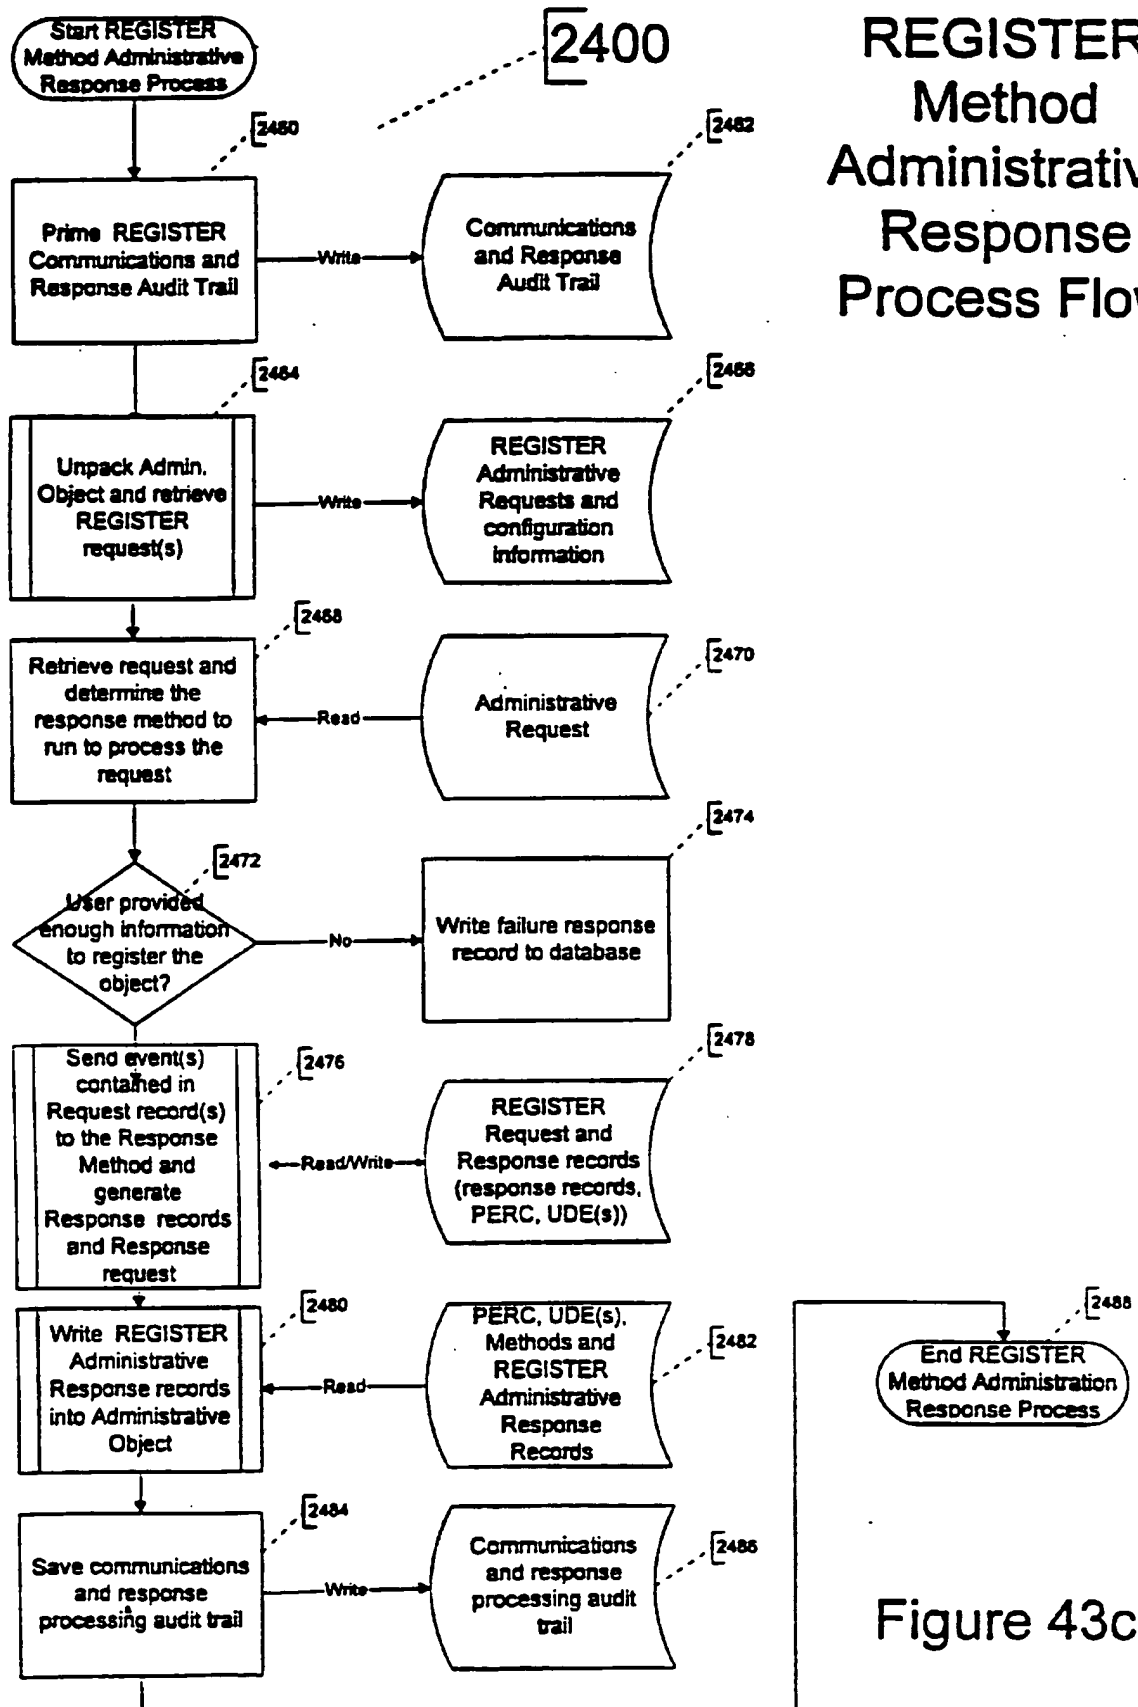 Start REGISTER
Method Administrative
Response Process
2400
REGISTER
Method
Administrative
Response
Process Flow
2460
2462
Prime REGISTER
Communications and
Response Audit Trail
Write
Communications
and Response
Audit Trail
2464
2466
Unpack Admin.
Object and retrieve
REGISTER
request(s)
Write
REGISTER
Administrative
Requests and
configuration
information
2468
2470
Retrieve request and
determine the
response method to
run to process the
request
Read
Administrative
Request
2472
2474
User provided
enough information
to register the
object?
No
Write failure response
record to database
2476
2478
Send event(s)
contained in
Request record(s)
to the Response
Method and
generate
Response records
and Response
request
Read/Write
REGISTER
Request and
Response records
(response records,
PERC, UDE(s))
2480
2482
Write REGISTER
Administrative
Response records
into Administrative
Object
Read
PERC, UDE(s),
Methods and
REGISTER
Administrative
Response
Records
2488
End REGISTER
Method Administration
Response Process
2484
2486
Save communications
and response
processing audit trail
Write
Communications
and response
processing audit
trail
Figure 43c